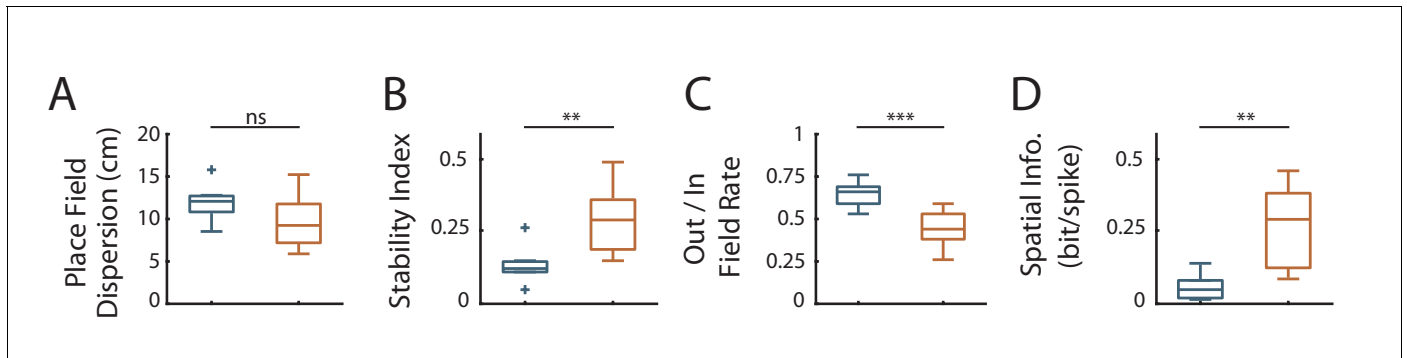 A
Place Field
Dispersion (cm)
20
15
10
5
0
ns
B
Stability Index
0.5
0.25
0
**
C
Out / In
Field Rate
1
0.75
0.5
0.25
0
***
D
Spatial Info.
(bit/spike)
0.5
0.25
0
**